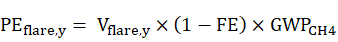 PE_flare,y = V_flare,y × (1 − FE) × GWP_CH4